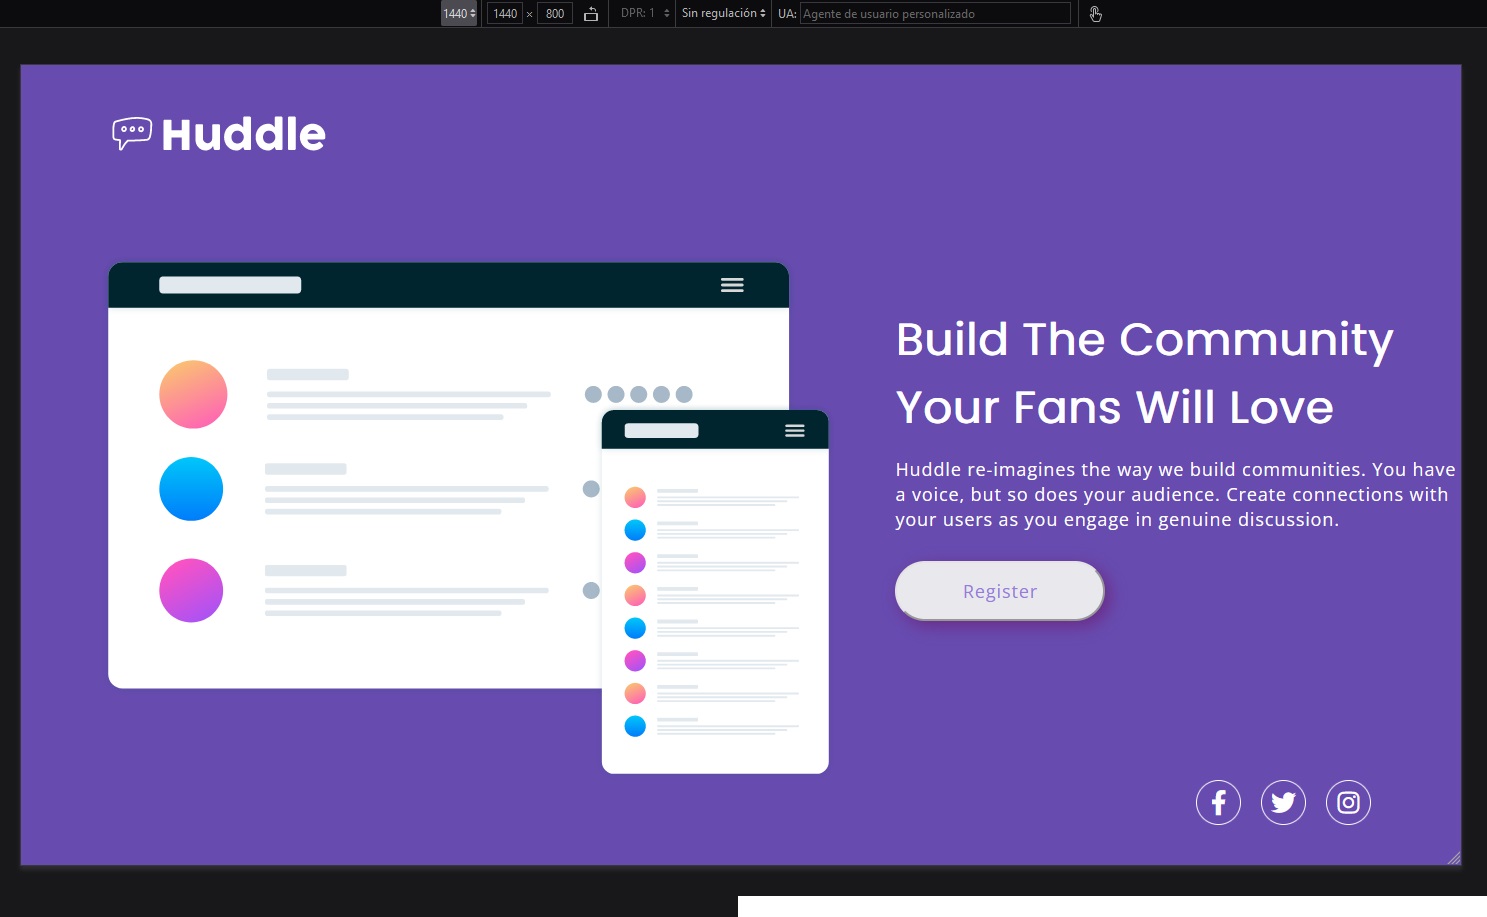 1440 1440 × 800 DPR: 1 Sin regulación UA: Agente de usuario personalizado
Huddle
Build The Community
Your Fans Will Love
Huddle re-imagines the way we build communities. You have
a voice, but so does your audience. Create connections with
your users as you engage in genuine discussion.
Register